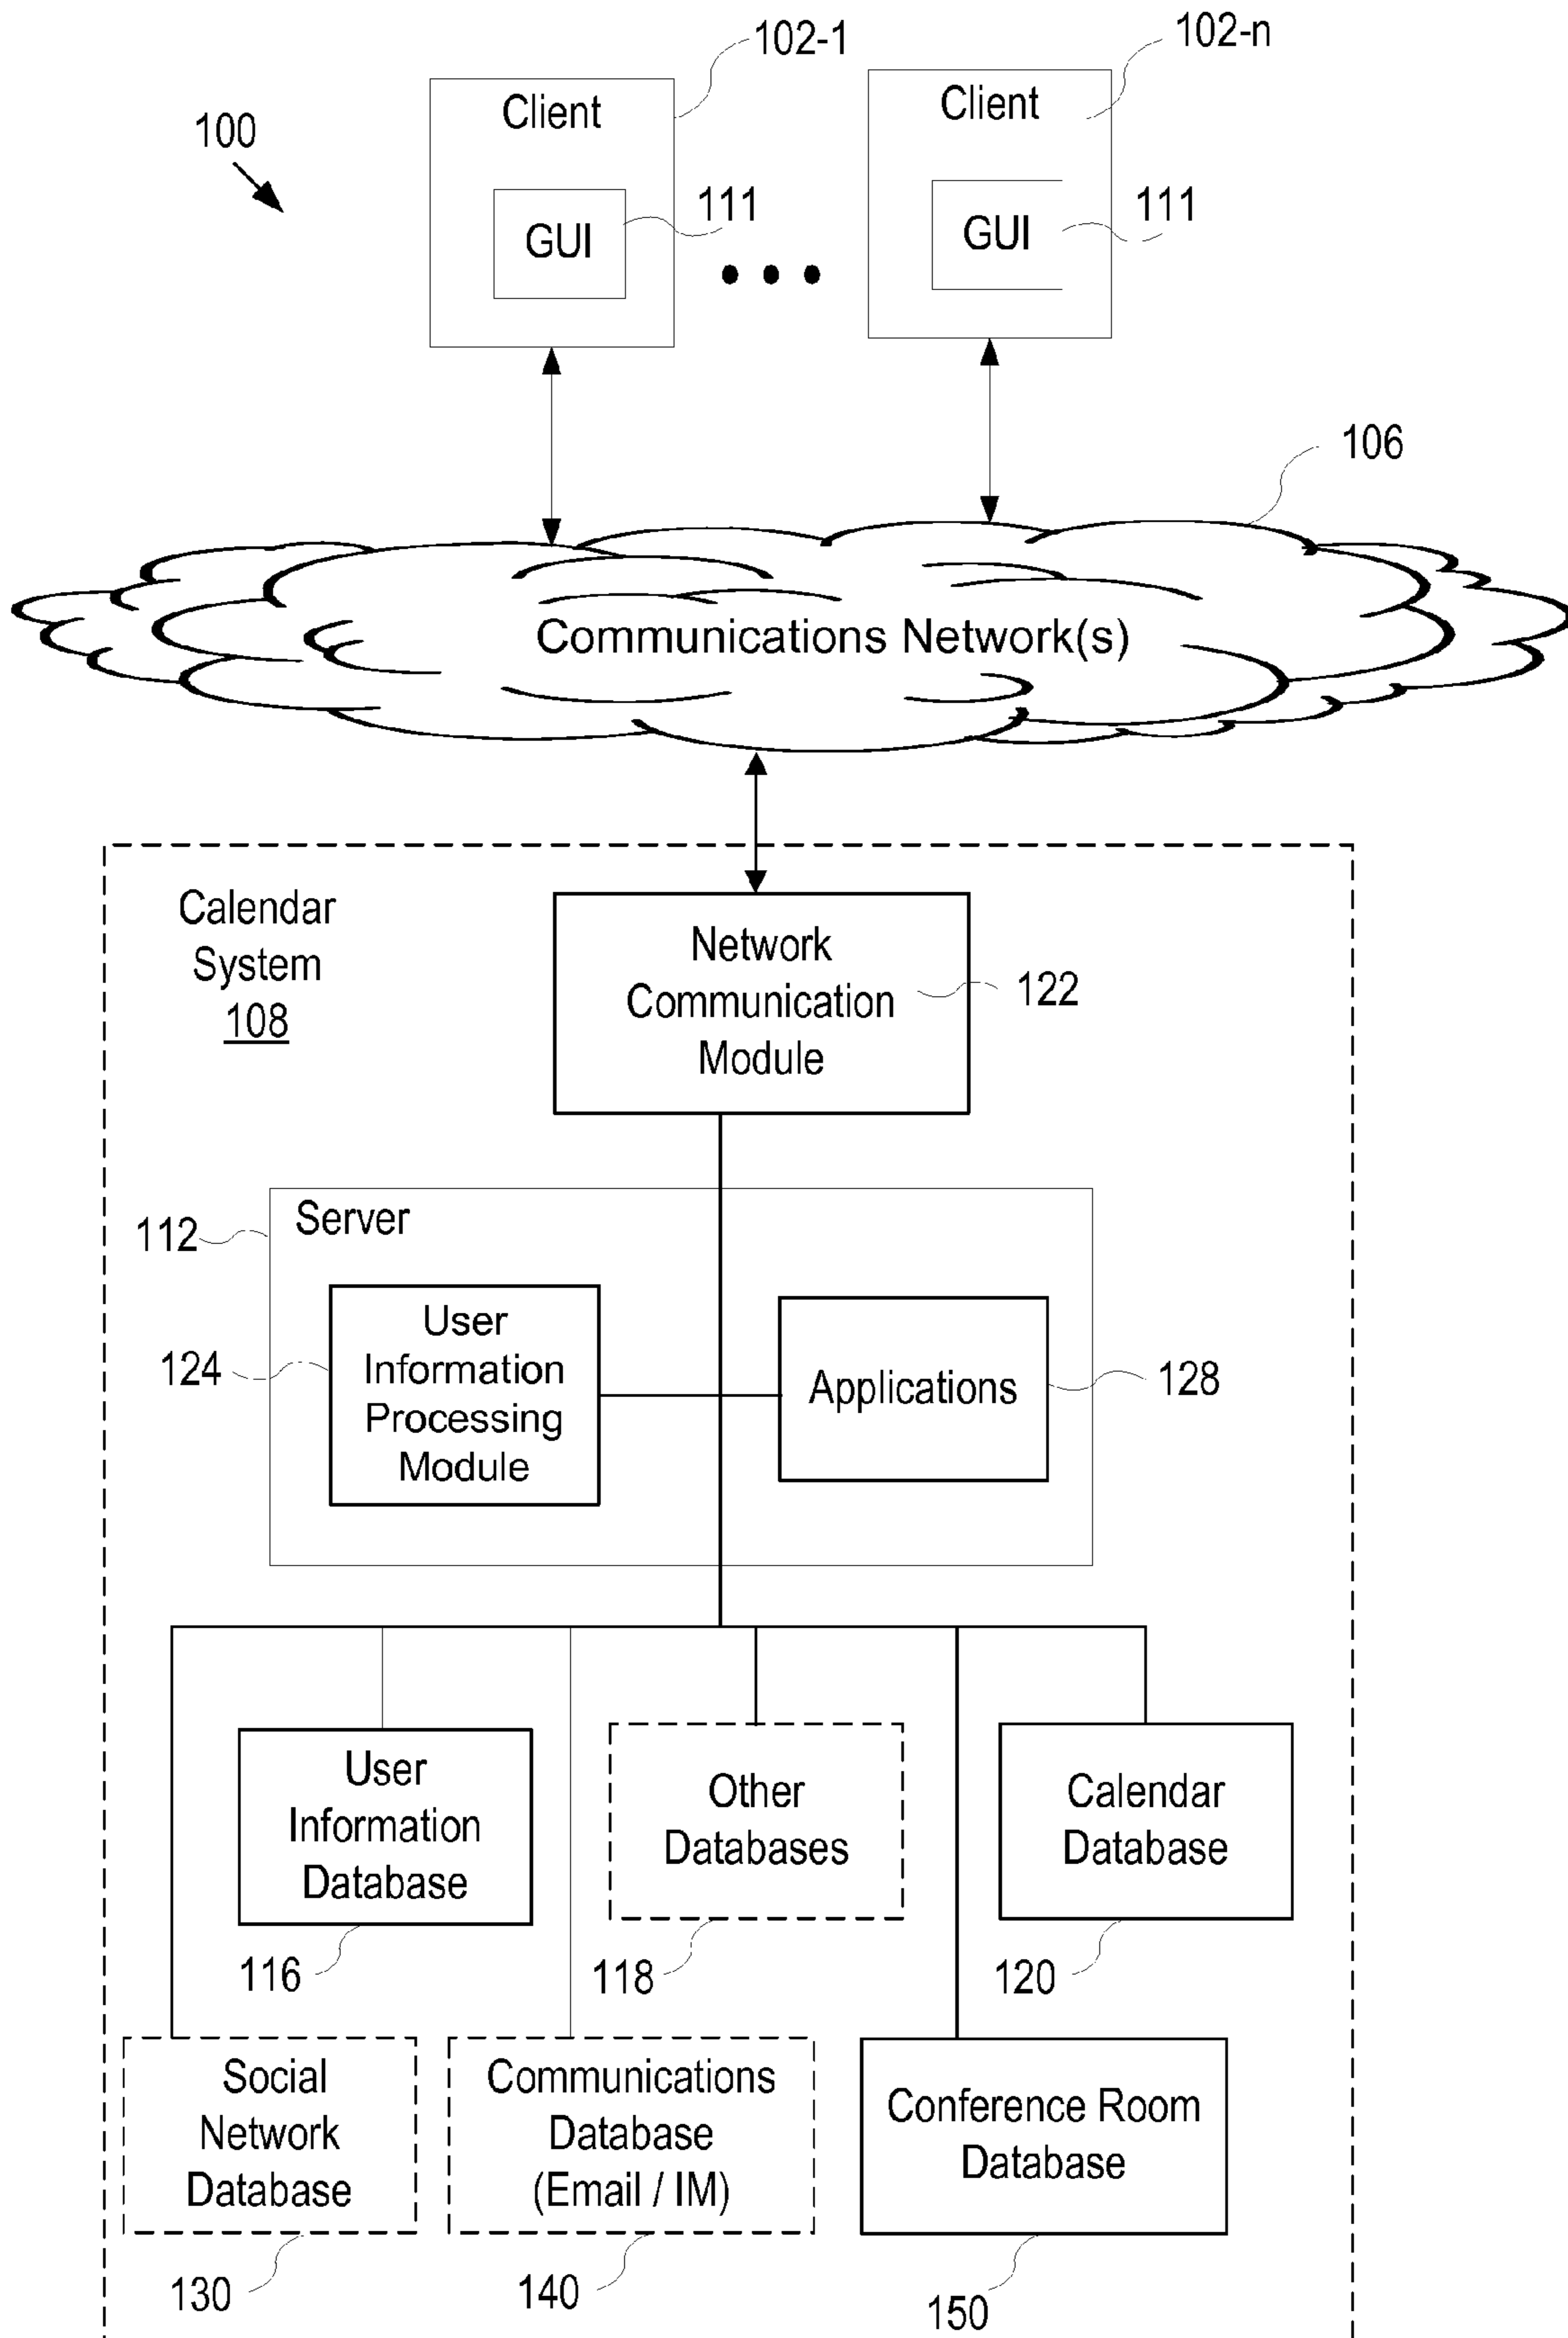 102-1
102-n
Client
Client
100
111
111
GUI
GUI
106
Communications Network(s)
Calendar
System
108
Network
Communication
Module
122
Server
112
User
Information
Processing
Module
124
Applications
128
User
Information
Database
Other
Databases
Calendar
Database
116
118
120
Social
Network
Database
Communications
Database
(Email / IM)
Conference Room
Database
130
140
150